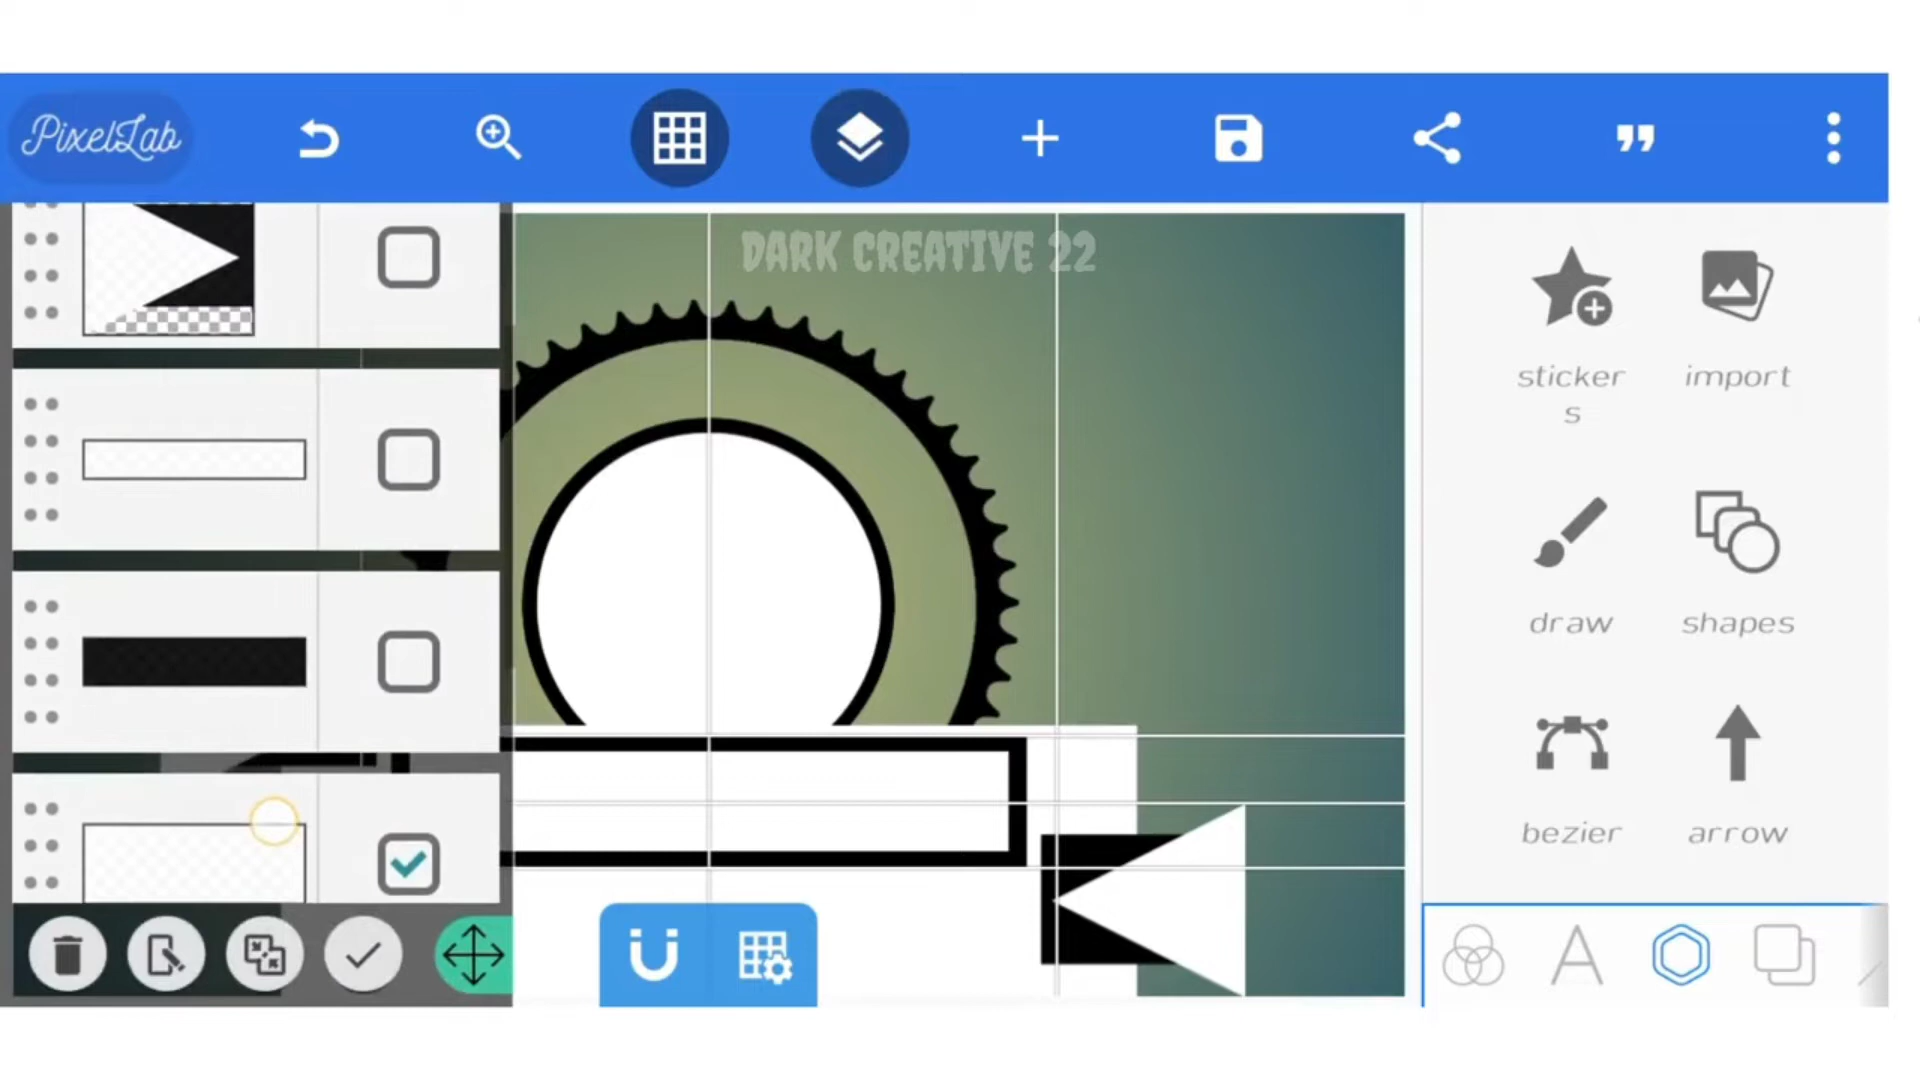 PixelLab
DARK CREATIVE 22
sticker
s
import
draw
shapes
bezier
arrow